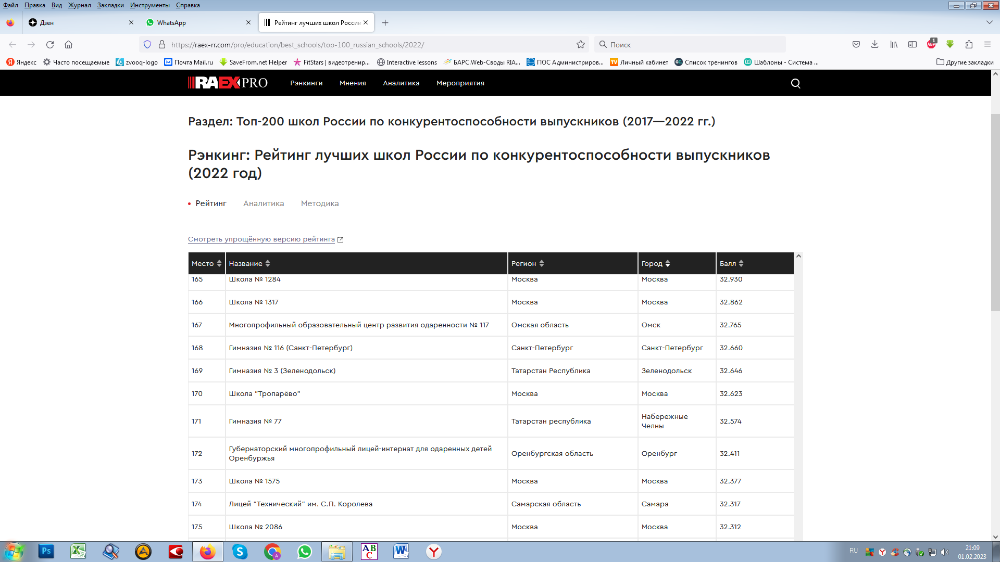 Файл Правка Вид Журнал Закладки Инструменты Справка
Дзен WhatsApp Рейтинг лучших школ России
https://raex-rr.com/pro/education/best_schools/top-100_russian_schools/2022/ Поиск 1 ABP
Яндекс Часто посещаемые zvooq-logo Почта Mail.ru SaveFrom.net Helper FitStars | видеотренир... Interactive lessons БАРС.Web-Своды RIA... ПОС Администриров... Личный кабинет Список тренингов Шаблоны - Система ... Другие закладки
RAEX PRO Рэнкинги Мнения Аналитика Мероприятия
Раздел: Топ-200 школ России по конкурентоспособности выпускников (2017—2022 гг.)
Рэнкинг: Рейтинг лучших школ России по конкурентоспособности выпускников
(2022 год)
Рейтинг Аналитика Методика
Смотреть упрощённую версию рейтинга
Место Название Регион Город Балл
165 Школа № 1284 Москва Москва 32.930
166 Школа № 1317 Москва Москва 32.862
167 Многопрофильный образовательный центр развития одаренности № 117 Омская область Омск 32.765
168 Гимназия № 116 (Санкт-Петербург) Санкт-Петербург Санкт-Петербург 32.660
169 Гимназия № 3 (Зеленодольск) Татарстан Республика Зеленодольск 32.646
170 Школа "Тропарёво" Москва Москва 32.623
171 Гимназия № 77 Татарстан республика Набережные Челны 32.574
172 Губернаторский многопрофильный лицей-интернат для одаренных детей Оренбуржья Оренбургская область Оренбург 32.411
173 Школа № 1575 Москва Москва 32.377
174 Лицей "Технический" им. С.П. Королева Самарская область Самара 32.317
175 Школа № 2086 Москва Москва 32.312
Ps A ABC RU 21:09
01.02.2023